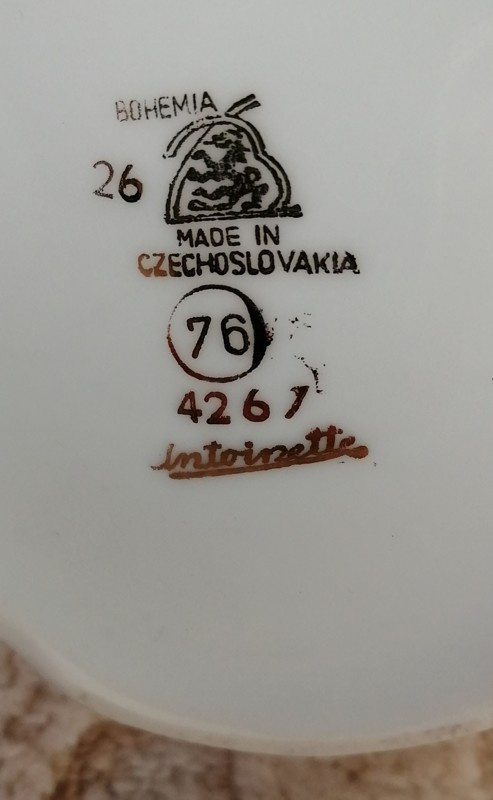 BOHEMIA
26
MADE IN
CZECHOSLOVAKIA
76
4267
Antoinette